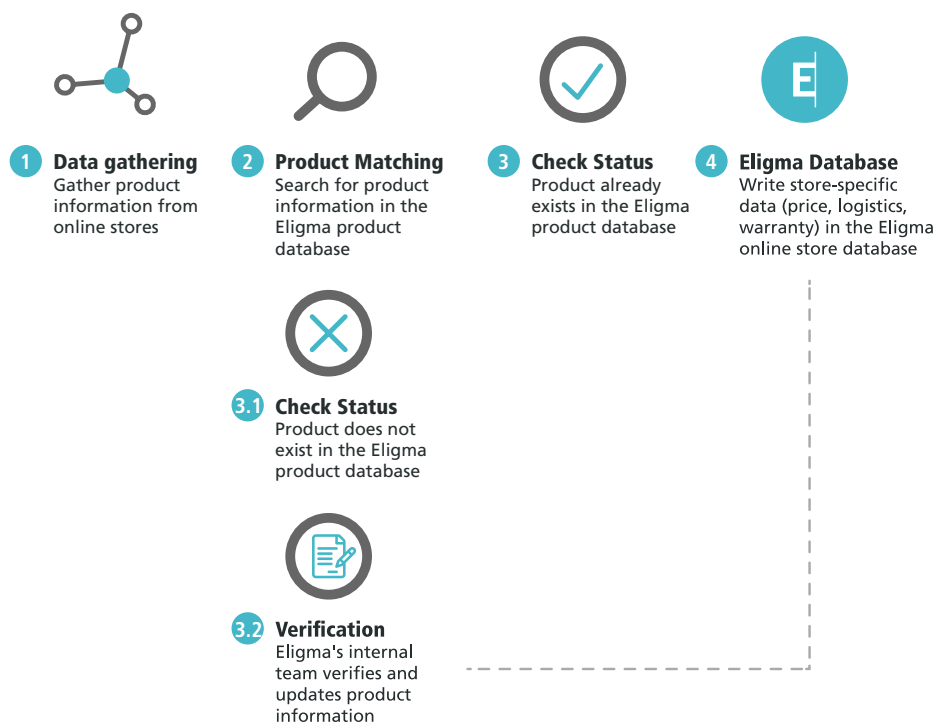 E
1 Data gathering
Gather product
information from
online stores
2 Product Matching
Search for product
information in the
Eligma product
database
3 Check Status
Product already
exists in the Eligma
product database
4 Eligma Database
Write store-specific
data (price, logistics,
warranty) in the Eligma
online store database
3.1 Check Status
Product does not
exist in the Eligma
product database
3.2 Verification
Eligma's internal
team verifies and
updates product
information